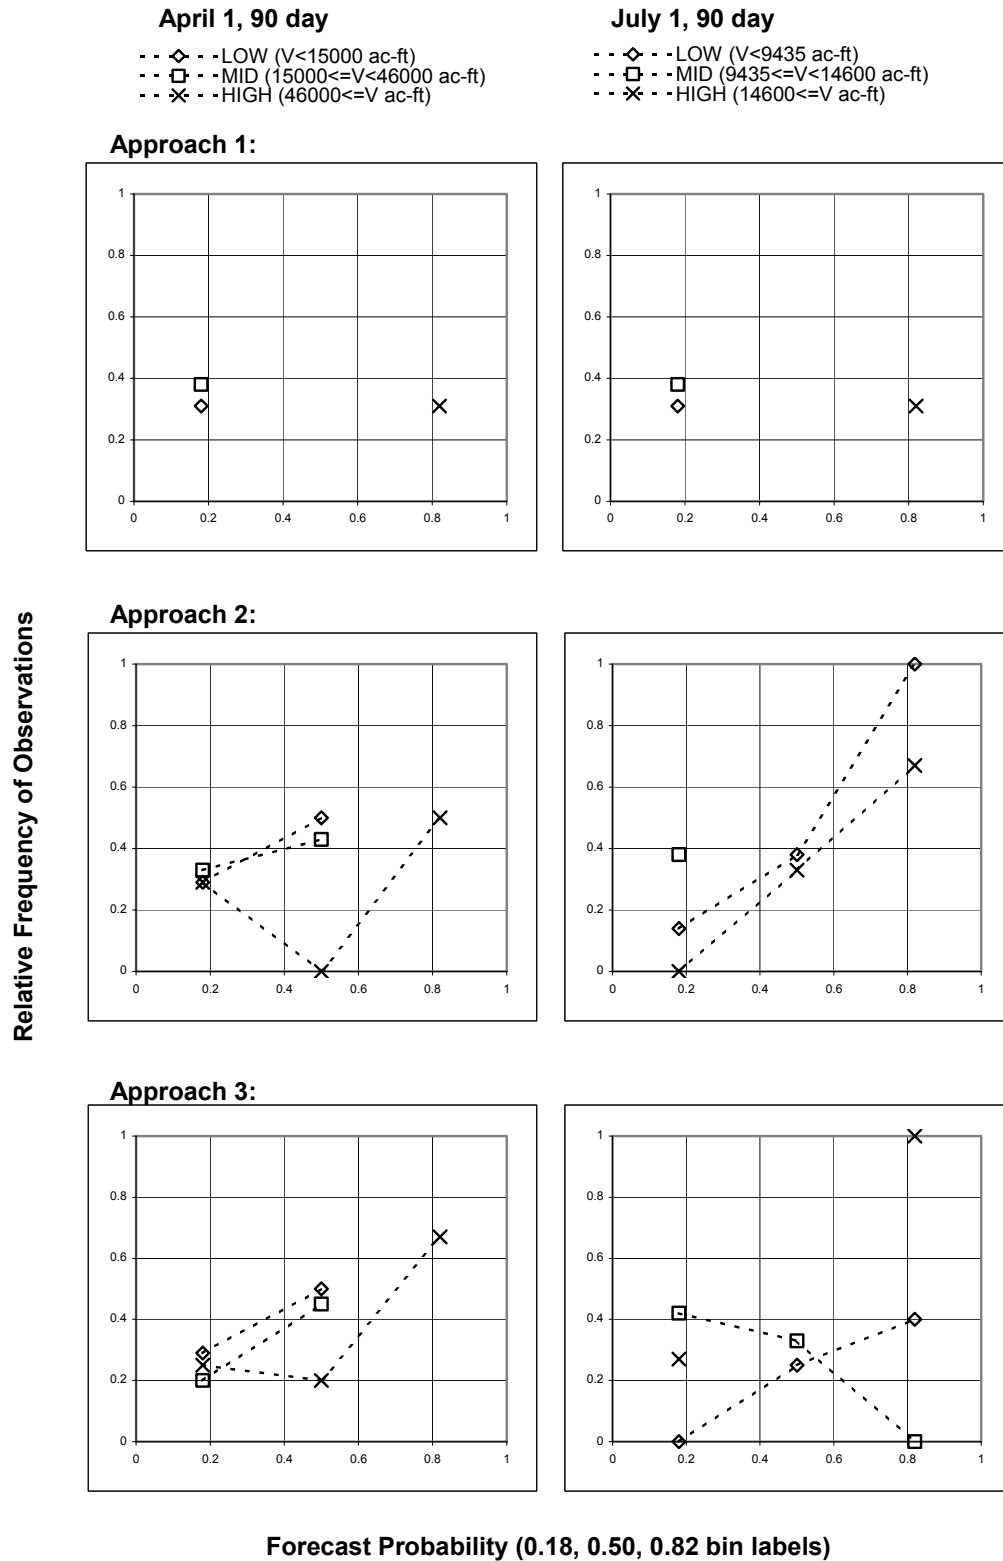 April 1, 90 day
LOW (V<15000 ac-ft)
MID (15000<=V<46000 ac-ft)
HIGH (46000<=V ac-ft)
July 1, 90 day
LOW (V<9435 ac-ft)
MID (9435<=V<14600 ac-ft)
HIGH (14600<=V ac-ft)
Approach 1:
1
0.8
0.6
0.4
0.2
0
0 0.2 0.4 0.6 0.8 1
1
0.8
0.6
0.4
0.2
0
0 0.2 0.4 0.6 0.8 1
Relative Frequency of Observations
Approach 2:
1
0.8
0.6
0.4
0.2
0
0 0.2 0.4 0.6 0.8 1
1
0.8
0.6
0.4
0.2
0
0 0.2 0.4 0.6 0.8 1
Approach 3:
1
0.8
0.6
0.4
0.2
0
0 0.2 0.4 0.6 0.8 1
1
0.8
0.6
0.4
0.2
0
0 0.2 0.4 0.6 0.8 1
Forecast Probability (0.18, 0.50, 0.82 bin labels)